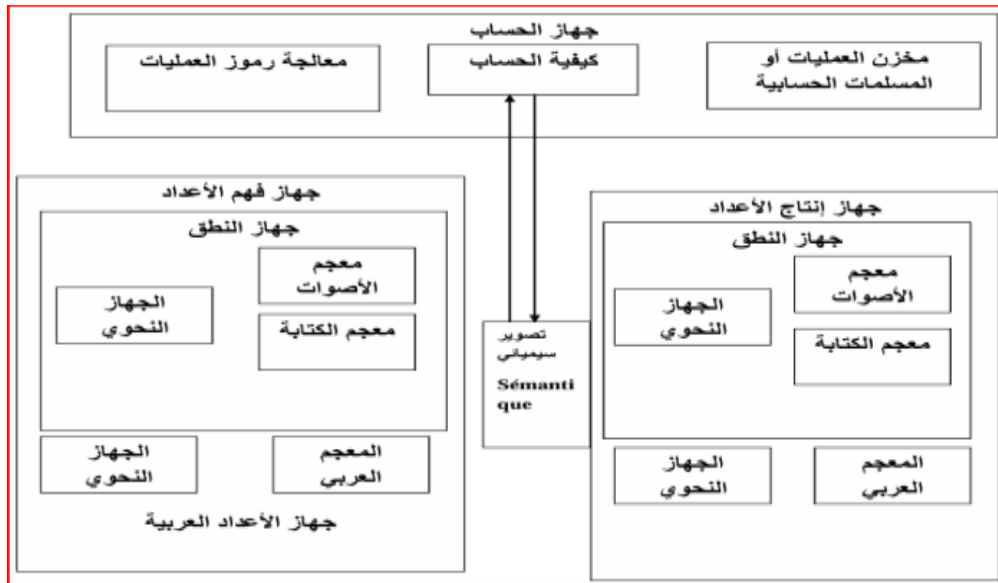 جهاز الحساب
مخزن العمليات أو
المسلمات الحسابية
كيفية الحساب
معالجة رموز العمليات
جهاز إنتاج الأعداد
جهاز النطق
معجم
الأصوات
الجهاز
النحوي
معجم الكتابة
المعجم
العربي
الجهاز
النحوي
تصوير
سيميائي
Sémanti
que
جهاز فهم الأعداد
جهاز النطق
معجم
الأصوات
الجهاز
النحوي
معجم الكتابة
المعجم
العربي
الجهاز
النحوي
جهاز الأعداد العربية